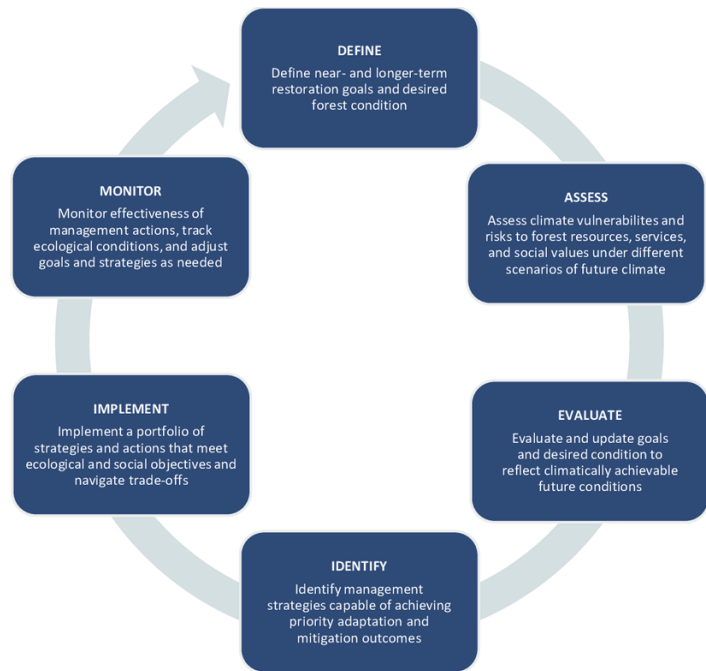 DEFINE
Define near- and longer-term
restoration goals and desired
forest condition
ASSESS
Assess climate vulnerabilites and
risks to forest resources, services,
and social values under different
scenarios of future climate
EVALUATE
Evaluate and update goals
and desired condition to
reflect climatically achievable
future conditions
IDENTIFY
Identify management
strategies capable of achieving
priority adaptation and
mitigation outcomes
IMPLEMENT
Implement a portfolio of
strategies and actions that meet
ecological and social objectives and
navigate trade-offs
MONITOR
Monitor effectiveness of
management actions, track
ecological conditions, and adjust
goals and strategies as needed